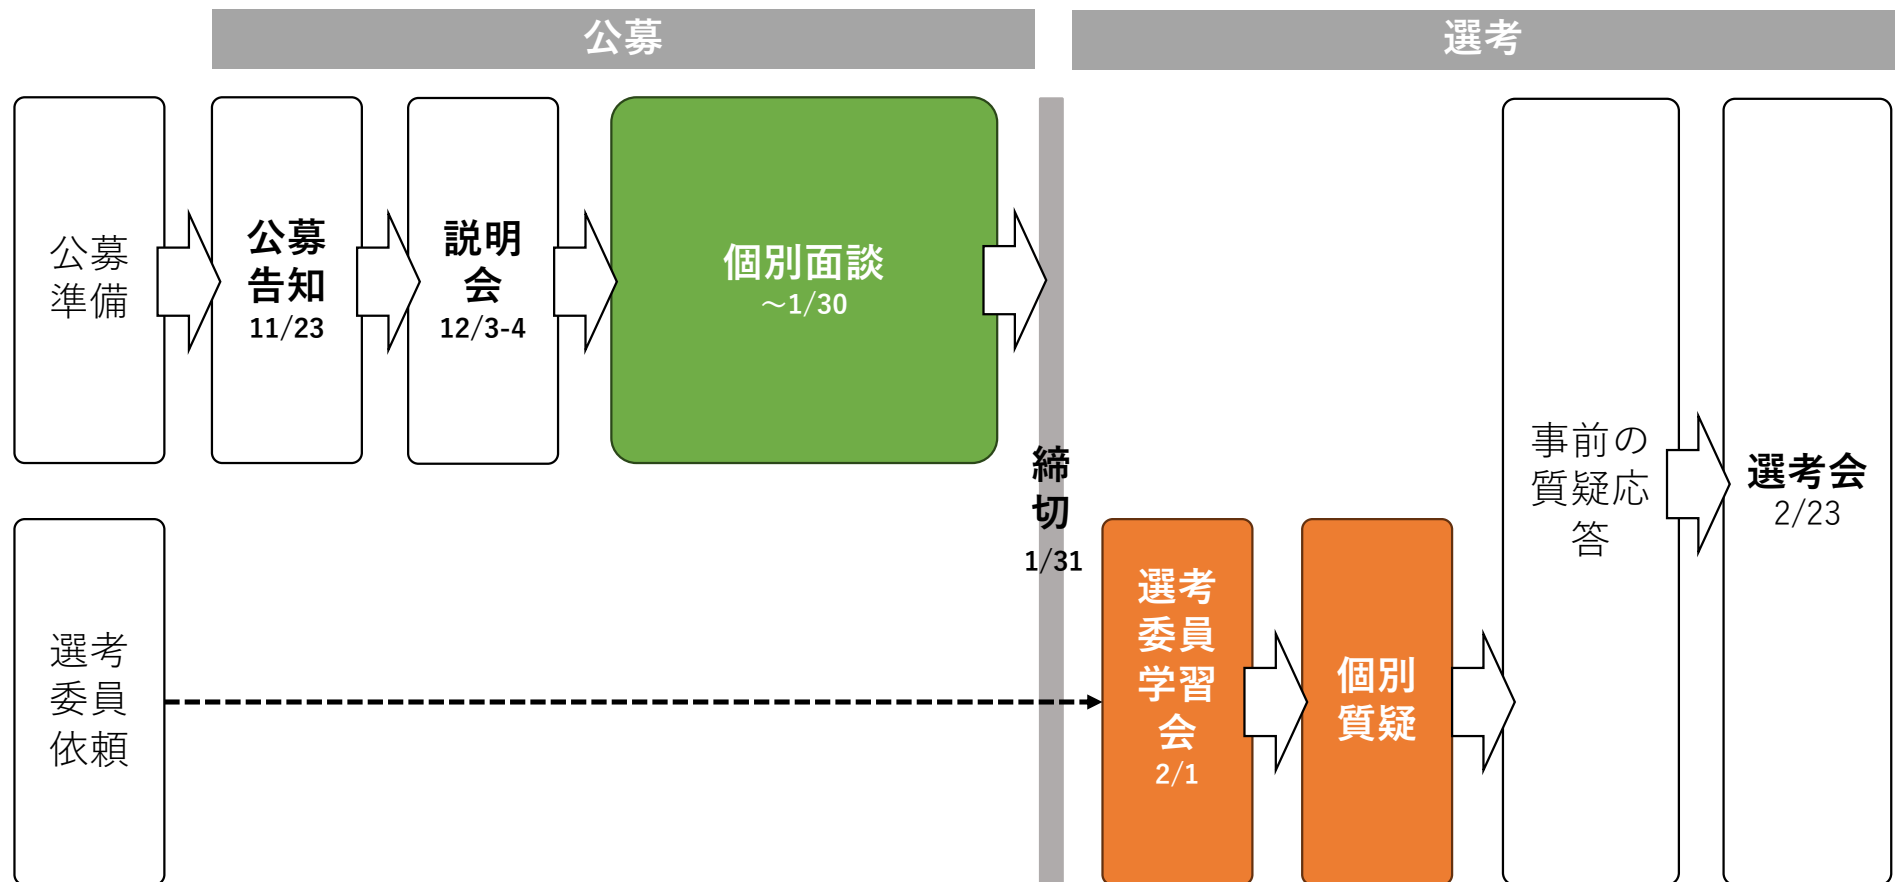 公募
選考
公募
準備
公募
告知
11/23
説明
会
12/3-4
個別面談
～1/30
締
切
1/31
選考
委員
依頼
選考
委員
学習
会
2/1
個別
質疑
事前の
質疑応
答
選考会
2/23